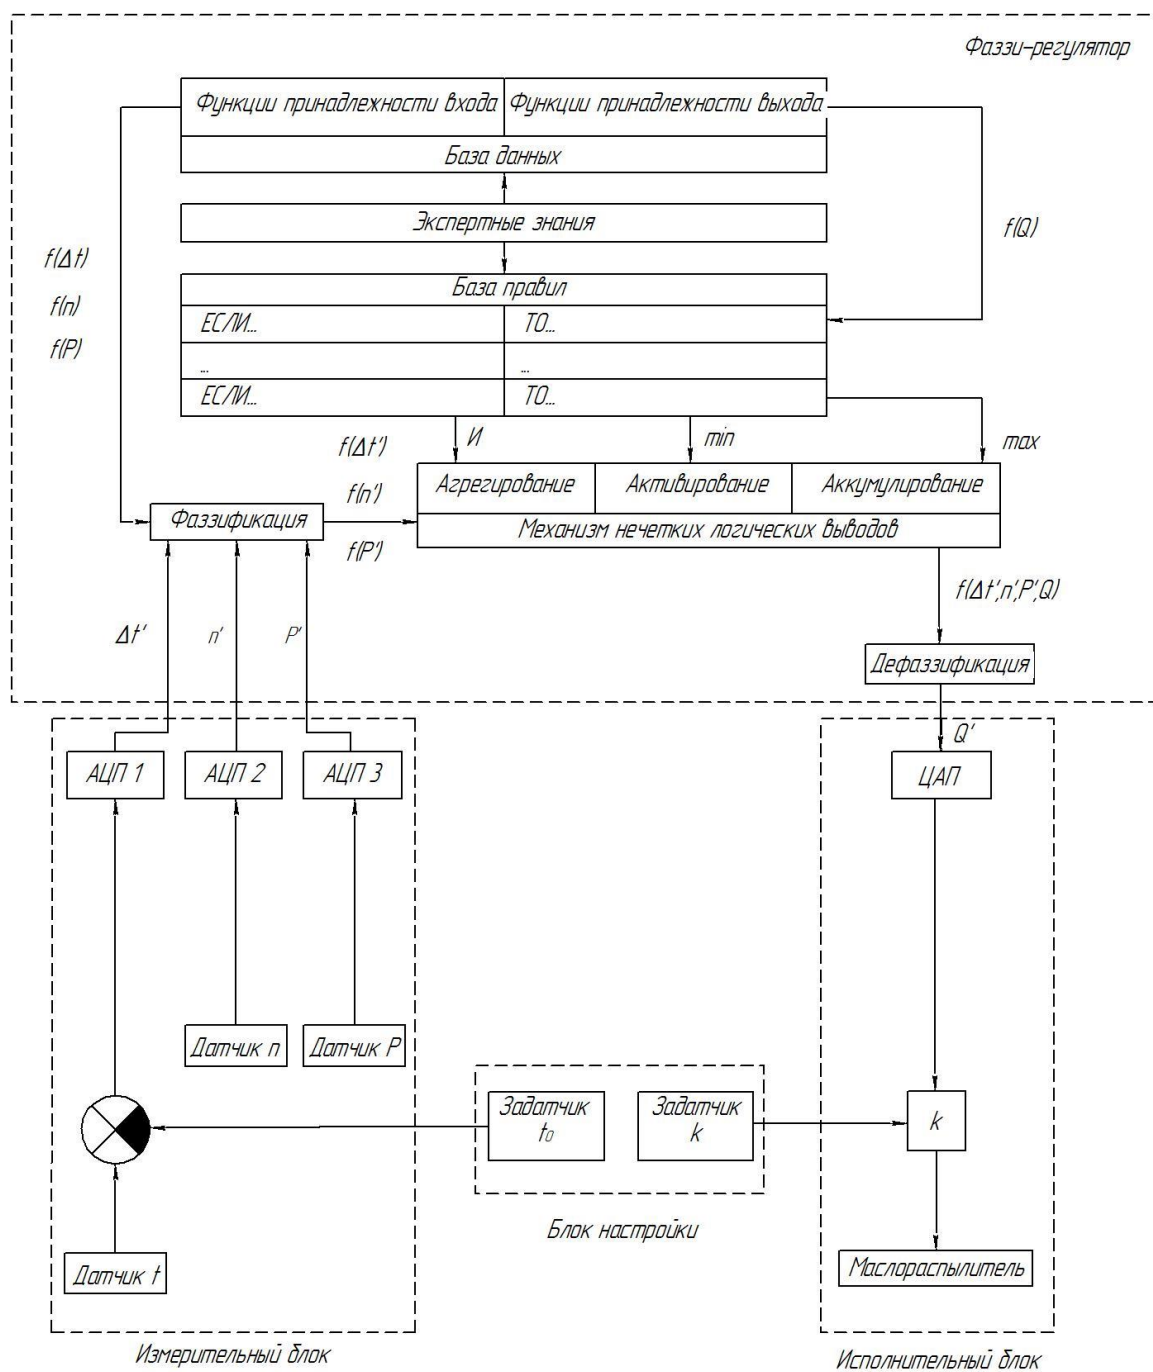 Фаззи-регулятор
Функции принадлежности входа
Функции принадлежности выхода
База данных
Экспертные знания
f(Q)
f(Δt)
f(n)
f(P)
База правил
ЕСЛИ...
ТО...
...
...
ЕСЛИ...
ТО...
И
min
max
f(Δt')
f(n')
f(P')
Агрегирование
Активирование
Аккумулирование
Механизм нечетких логических выводов
Фаззификация
f(Δt',n',P',Q)
Δt'
n'
P'
Дефаззификация
Q'
АЦП 1
АЦП 2
АЦП 3
ЦАП
Датчик n
Датчик P
Задатчик
t₀
Задатчик
k
k
Блок настройки
Датчик t
Маслораспылитель
Измерительный блок
Исполнительный блок